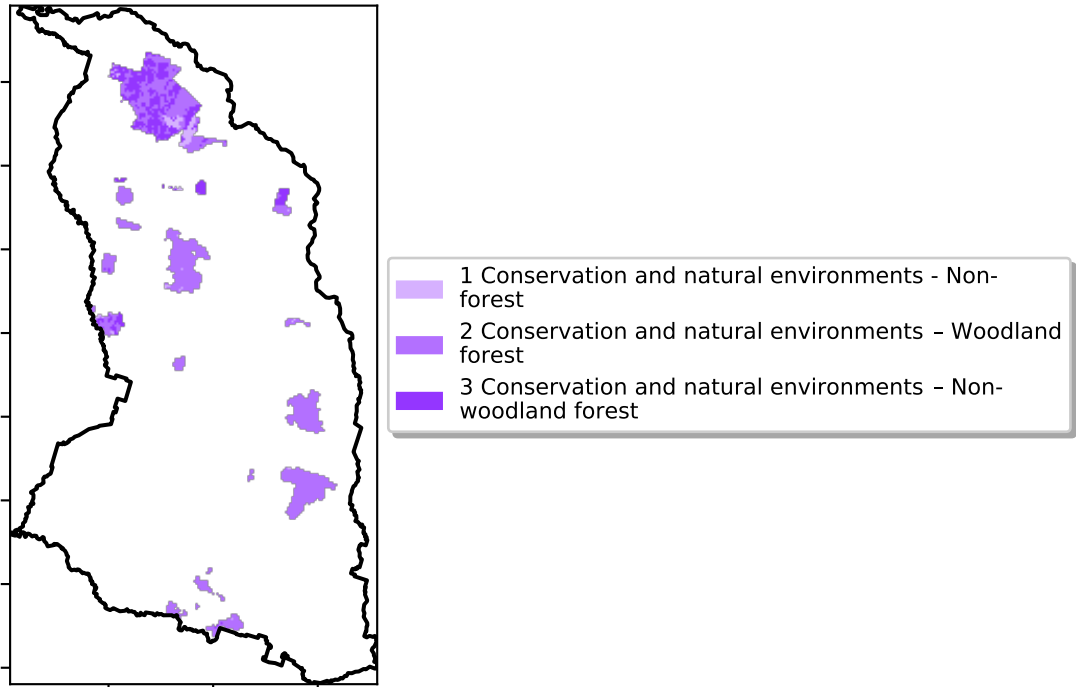 1 Conservation and natural environments - Non-
forest
2 Conservation and natural environments – Woodland
forest
3 Conservation and natural environments – Non-
woodland forest